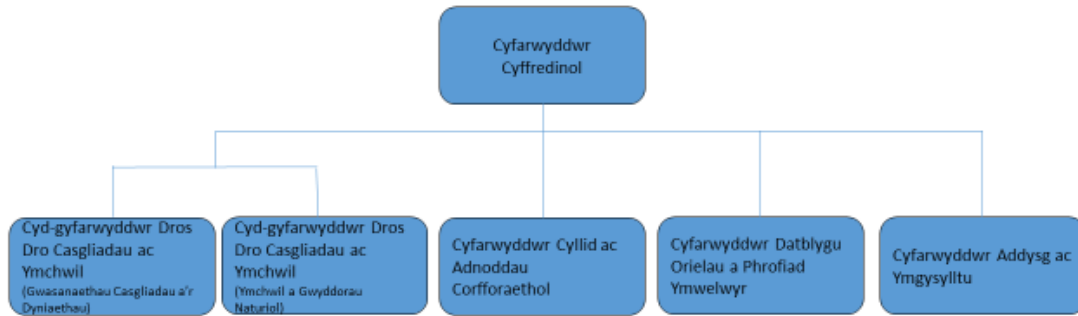 Cyfarwyddwr
Cyffredinol
Cyd-gyfarwyddwr Dros
Dro Casgliadau ac
Ymchwil
(Gwasanaethau Casgliadau a'r
Dyniaethau)
Cyd-gyfarwyddwr Dros
Dro Casgliadau ac
Ymchwil
(Ymchwil a Gwyddorau
Naturiol)
Cyfarwyddwr Cyllid ac
Adnoddau
Corfforaethol
Cyfarwyddwr Datblygu
Orielau a Phrofiad
Ymwelwyr
Cyfarwyddwr Addysg ac
Ymgysylltu